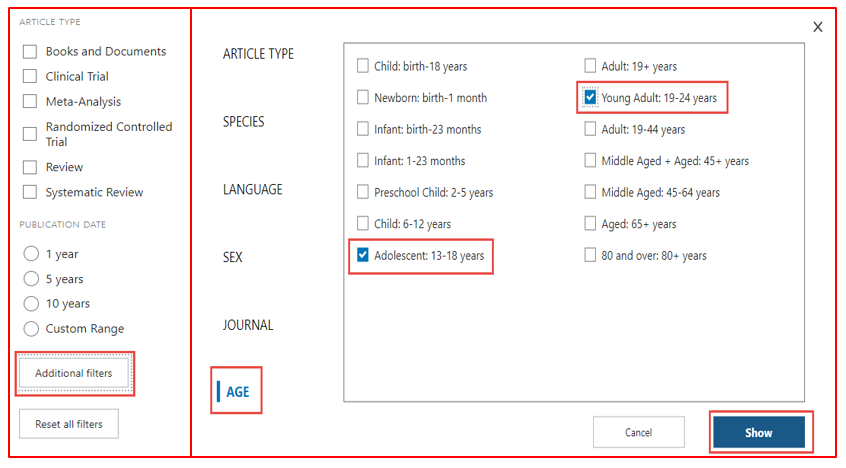 ARTICLE TYPE
Books and Documents
Clinical Trial
Meta-Analysis
Randomized Controlled
Trial
Review
Systematic Review
PUBLICATION DATE
1 year
5 years
10 years
Custom Range
Additional filters
Reset all filters
X
ARTICLE TYPE
SPECIES
LANGUAGE
SEX
JOURNAL
AGE
Child: birth-18 years
Newborn: birth-1 month
Infant: birth-23 months
Infant: 1-23 months
Preschool Child: 2-5 years
Child: 6-12 years
Adolescent: 13-18 years
Adult: 19+ years
Young Adult: 19-24 years
Adult: 19-44 years
Middle Aged + Aged: 45+ years
Middle Aged: 45-64 years
Aged: 65+ years
80 and over: 80+ years
Cancel
Show